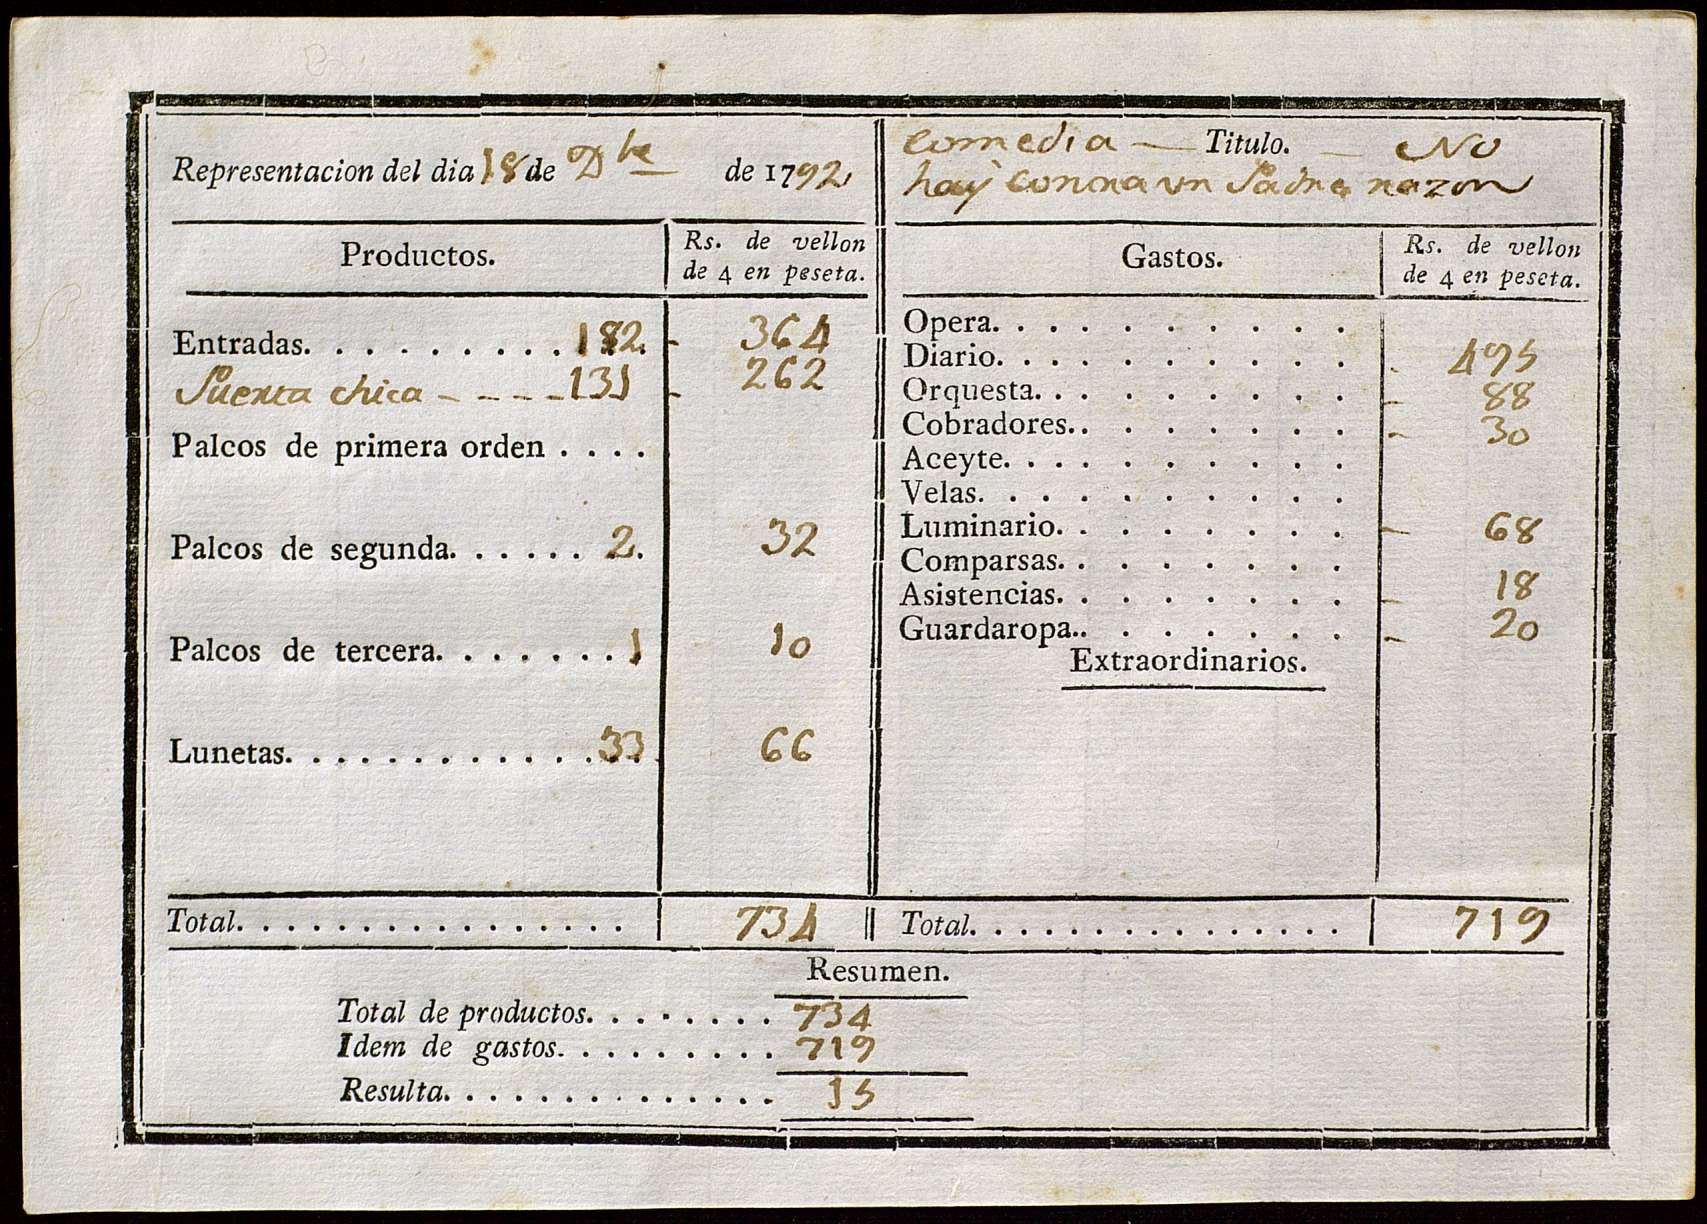 Representacion del dia 18 de Dbe de 1792
comedia — Titulo. — No
hay contra un Padre razon
Productos.
Rs. de vellon
de 4 en peseta.
Entradas. . . . . . . . . . 182. - 364
Puerta chica - - - - 131 - 262
Palcos de primera orden . . . .
Palcos de segunda. . . . . . 2. 32
Palcos de tercera. . . . . . . 1 10
Lunetas. . . . . . . . . . . . . 33 66
Total. . . . . . . . . . . . . . . . 734
Gastos.
Rs. de vellon
de 4 en peseta.
Opera. . . . . . . . . .
Diario. . . . . . . . . . - 495
Orquesta. . . . . . . . . - 88
Cobradores. . . . . . . . - 30
Aceyte. . . . . . . . . .
Velas. . . . . . . . . .
Luminario. . . . . . . . - 68
Comparsas. . . . . . . .
Asistencias. . . . . . . . - 18
Guardaropa. . . . . . . . - 20
Extraordinarios.
Total. . . . . . . . . . . . . . . 719
Resumen.
Total de productos. . . . . . . . 734
Idem de gastos. . . . . . . . . . 719
Resulta. . . . . . . . . . . . . . 15